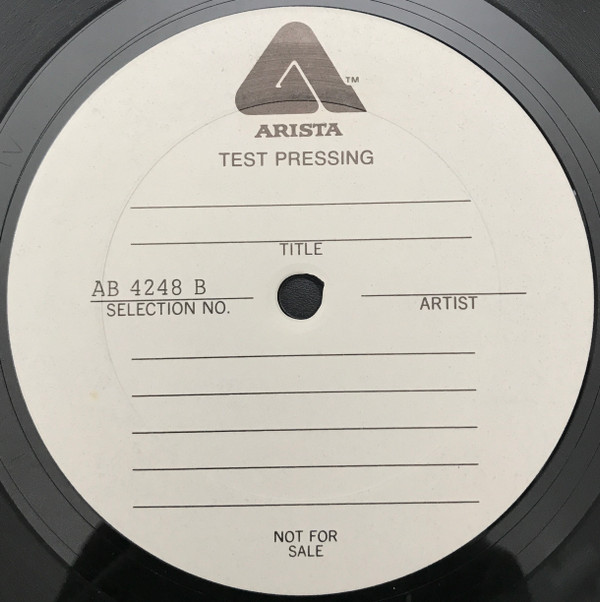 TM
ARISTA
TEST PRESSING
TITLE
AB 4248 B
SELECTION NO.
ARTIST
NOT FOR
SALE